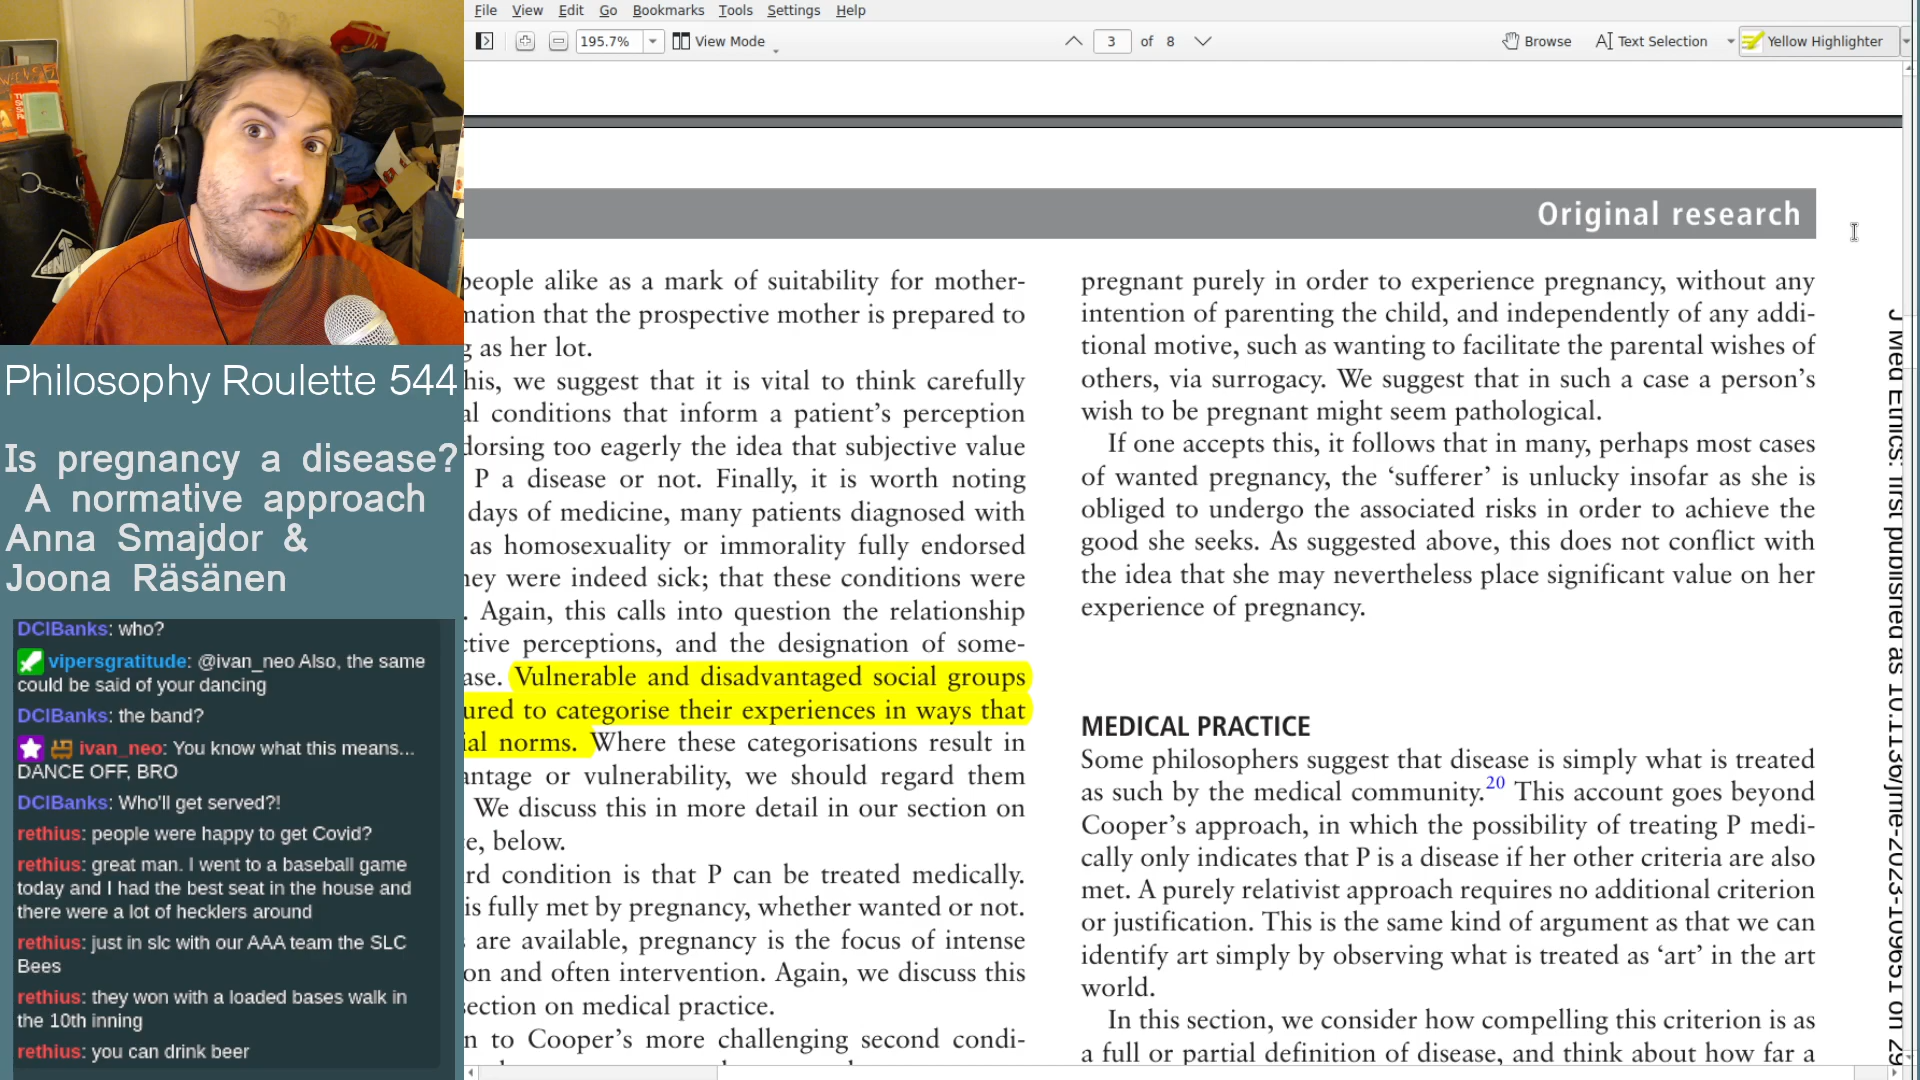 File View Edit Go Bookmarks Tools Settings Help
195.7% View Mode 3 of 8 Browse Text Selection Yellow Highlighter
Original research
people alike as a mark of suitability for mother-
mation that the prospective mother is prepared to
g as her lot.
his, we suggest that it is vital to think carefully
al conditions that inform a patient's perception
dorsing too eagerly the idea that subjective value
P a disease or not. Finally, it is worth noting
days of medicine, many patients diagnosed with
as homosexuality or immorality fully endorsed
hey were indeed sick; that these conditions were
. Again, this calls into question the relationship
ctive perceptions, and the designation of some-
ase. Vulnerable and disadvantaged social groups
ured to categorise their experiences in ways that
ial norms. Where these categorisations result in
antage or vulnerability, we should regard them
We discuss this in more detail in our section on
e, below.
rd condition is that P can be treated medically.
is fully met by pregnancy, whether wanted or not.
are available, pregnancy is the focus of intense
on and often intervention. Again, we discuss this
section on medical practice.
n to Cooper's more challenging second condi-
pregnant purely in order to experience pregnancy, without any
intention of parenting the child, and independently of any addi-
tional motive, such as wanting to facilitate the parental wishes of
others, via surrogacy. We suggest that in such a case a person's
wish to be pregnant might seem pathological.
If one accepts this, it follows that in many, perhaps most cases
of wanted pregnancy, the 'sufferer' is unlucky insofar as she is
obliged to undergo the associated risks in order to achieve the
good she seeks. As suggested above, this does not conflict with
the idea that she may nevertheless place significant value on her
experience of pregnancy.
MEDICAL PRACTICE
Some philosophers suggest that disease is simply what is treated
as such by the medical community.20 This account goes beyond
Cooper's approach, in which the possibility of treating P medi-
cally only indicates that P is a disease if her other criteria are also
met. A purely relativist approach requires no additional criterion
or justification. This is the same kind of argument as that we can
identify art simply by observing what is treated as 'art' in the art
world.
In this section, we consider how compelling this criterion is as
a full or partial definition of disease, and think about how far a
J Med Ethics: first published as 10.1136/jme-2023-109651 on 29
Philosophy Roulette 544
Is pregnancy a disease?
A normative approach
Anna Smajdor &
Joona Räsänen
DCIBanks: who?
vipersgratitude: @ivan_neo Also, the same
could be said of your dancing
DCIBanks: the band?
ivan_neo: You know what this means...
DANCE OFF, BRO
DCIBanks: Who'll get served?!
rethius: people were happy to get Covid?
rethius: great man. I went to a baseball game
today and I had the best seat in the house and
there were a lot of hecklers around
rethius: just in slc with our AAA team the SLC
Bees
rethius: they won with a loaded bases walk in
the 10th inning
rethius: you can drink beer